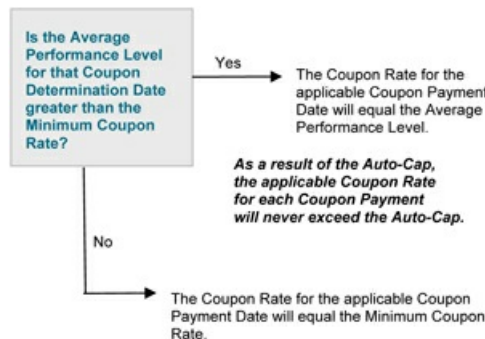 Is the Average
Performance Level
for that Coupon
Determination Date
greater than the
Minimum Coupon
Rate?
Yes
The Coupon Rate for the
applicable Coupon Payment
Date will equal the Average
Performance Level.
As a result of the Auto-Cap,
the applicable Coupon Rate
for each Coupon Payment
will never exceed the Auto-Cap.
No
The Coupon Rate for the applicable Coupon
Payment Date will equal the Minimum Coupon
Rate.